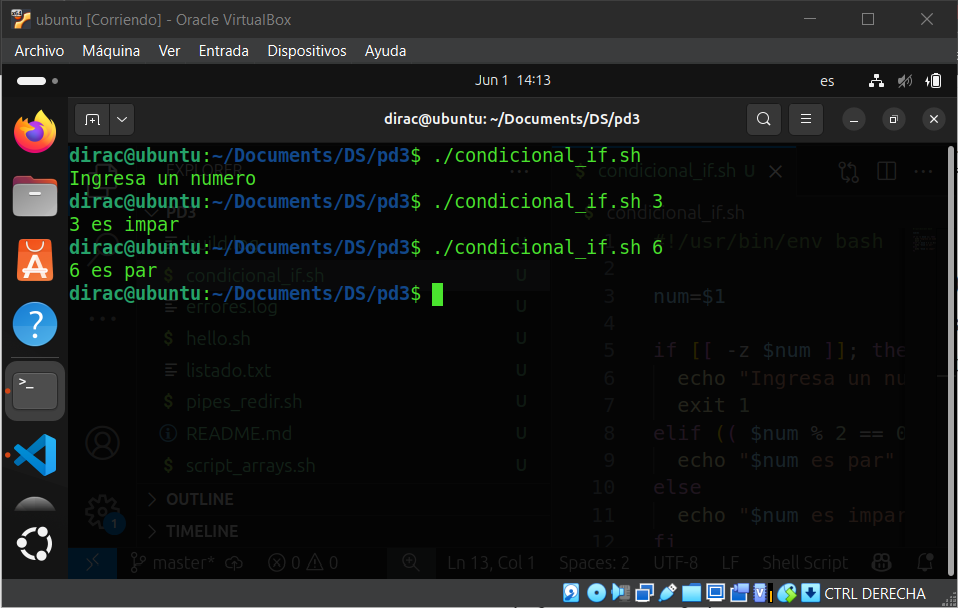 ubuntu [Corriendo] - Oracle VirtualBox
Archivo Máquina Ver Entrada Dispositivos Ayuda
Jun 1 14:13
es
dirac@ubuntu: ~/Documents/DS/pd3
dirac@ubuntu:~/Documents/DS/pd3$ ./condicional_if.sh
Ingresa un numero
dirac@ubuntu:~/Documents/DS/pd3$ ./condicional_if.sh 3
3 es impar
dirac@ubuntu:~/Documents/DS/pd3$ ./condicional_if.sh 6
6 es par
dirac@ubuntu:~/Documents/DS/pd3$
EXPLORER
PD3
$ condicional_if.sh U
errores.log U
$ hello.sh U
listado.txt U
$ pipes_redir.sh U
README.md U
$ script_arrays.sh U
OUTLINE
TIMELINE
1
$ condicional_if.sh U
$ condicional_if.sh
1 #!/usr/bin/env bash
2
3 num=$1
4
5 if [[ -z $num ]]; the
6 echo "Ingresa un nu
7 exit 1
8 elif (( $num % 2 == 0
9 echo "$num es par"
10 else
11 echo "$num es impar
12 fi
master* 0 0 Ln 13, Col 1 Spaces: 2 UTF-8 LF Shell Script
CTRL DERECHA